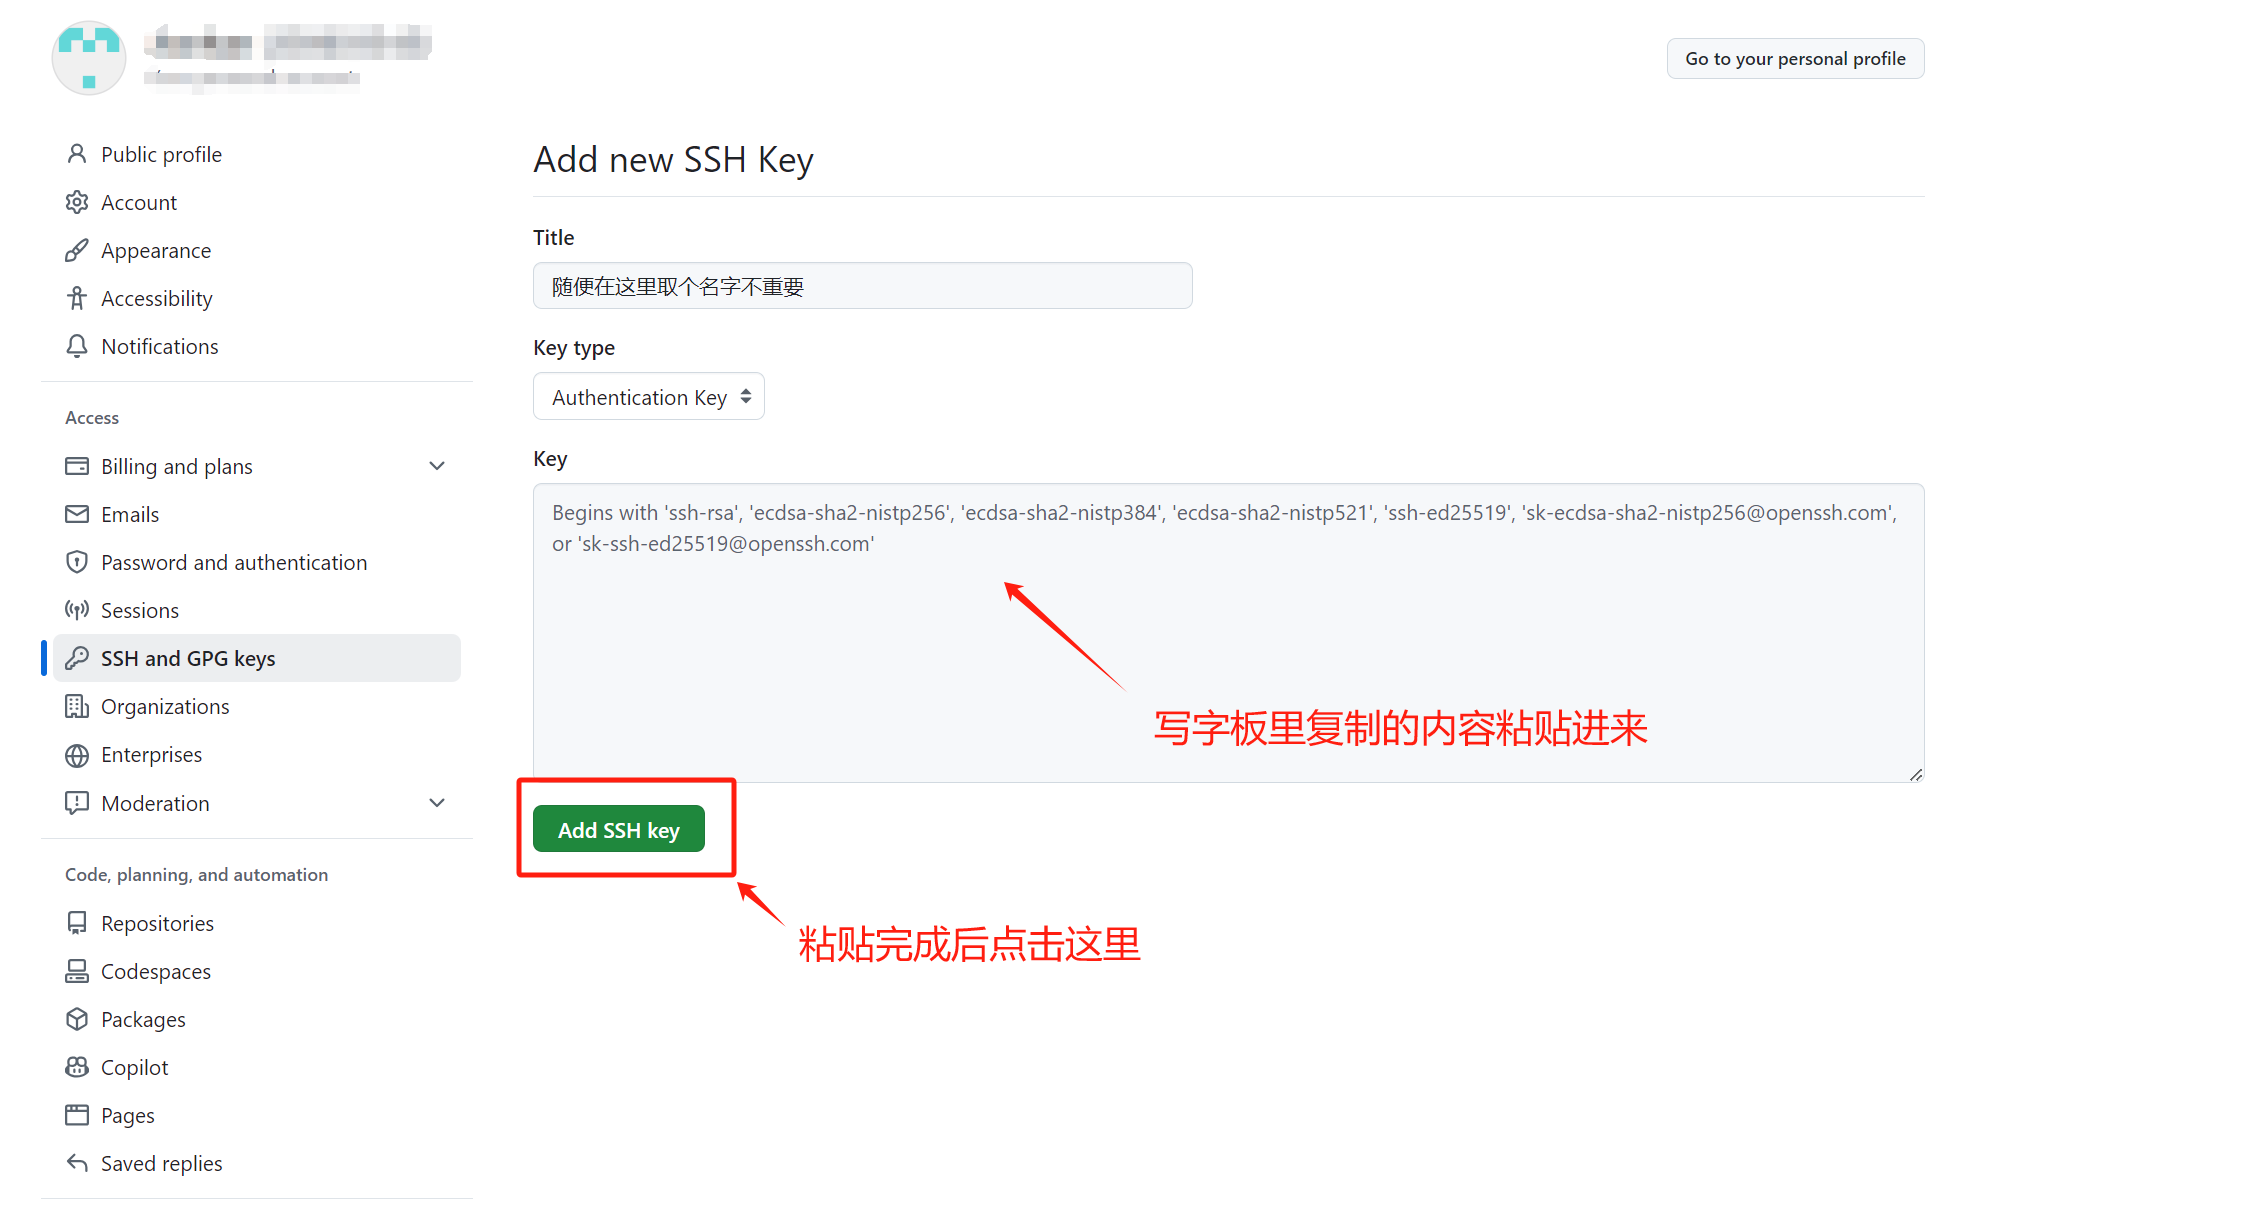 Go to your personal profile
Public profile
Account
Appearance
Accessibility
Notifications
Access
Billing and plans
Emails
Password and authentication
Sessions
SSH and GPG keys
Organizations
Enterprises
Moderation
Code, planning, and automation
Repositories
Codespaces
Packages
Copilot
Pages
Saved replies
Add new SSH Key
Title
随便在这里取个名字不重要
Key type
Authentication Key
Key
Begins with 'ssh-rsa', 'ecdsa-sha2-nistp256', 'ecdsa-sha2-nistp384', 'ecdsa-sha2-nistp521', 'ssh-ed25519', 'sk-ecdsa-sha2-nistp256@openssh.com',
or 'sk-ssh-ed25519@openssh.com'
写字板里复制的内容粘贴进来
Add SSH key
粘贴完成后点击这里